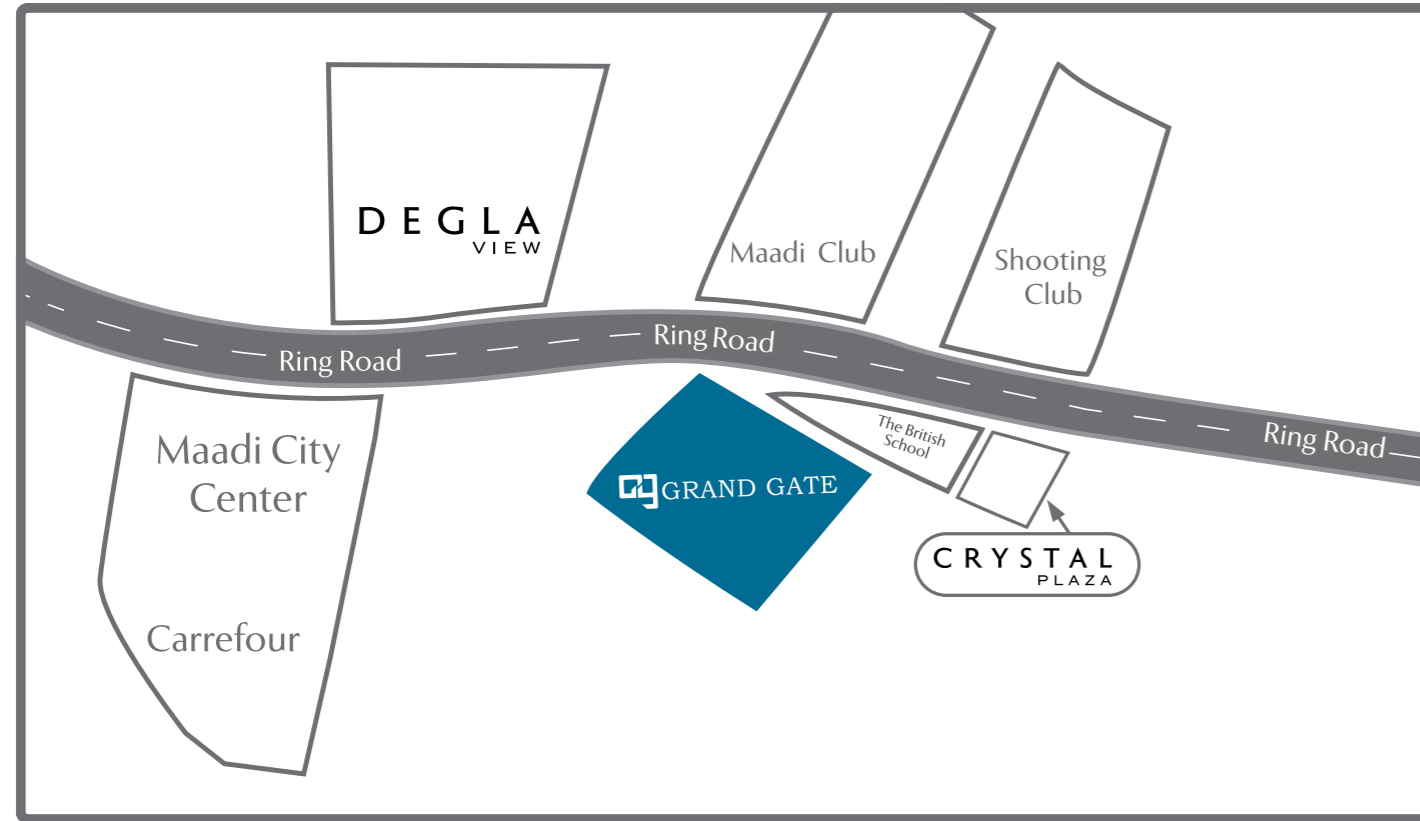 DEGLA
VIEW
Maadi Club
Shooting
Club
Ring Road
Ring Road
Ring Road
Maadi City
Center
Carrefour
GRAND GATE
The British
School
CRYSTAL
PLAZA